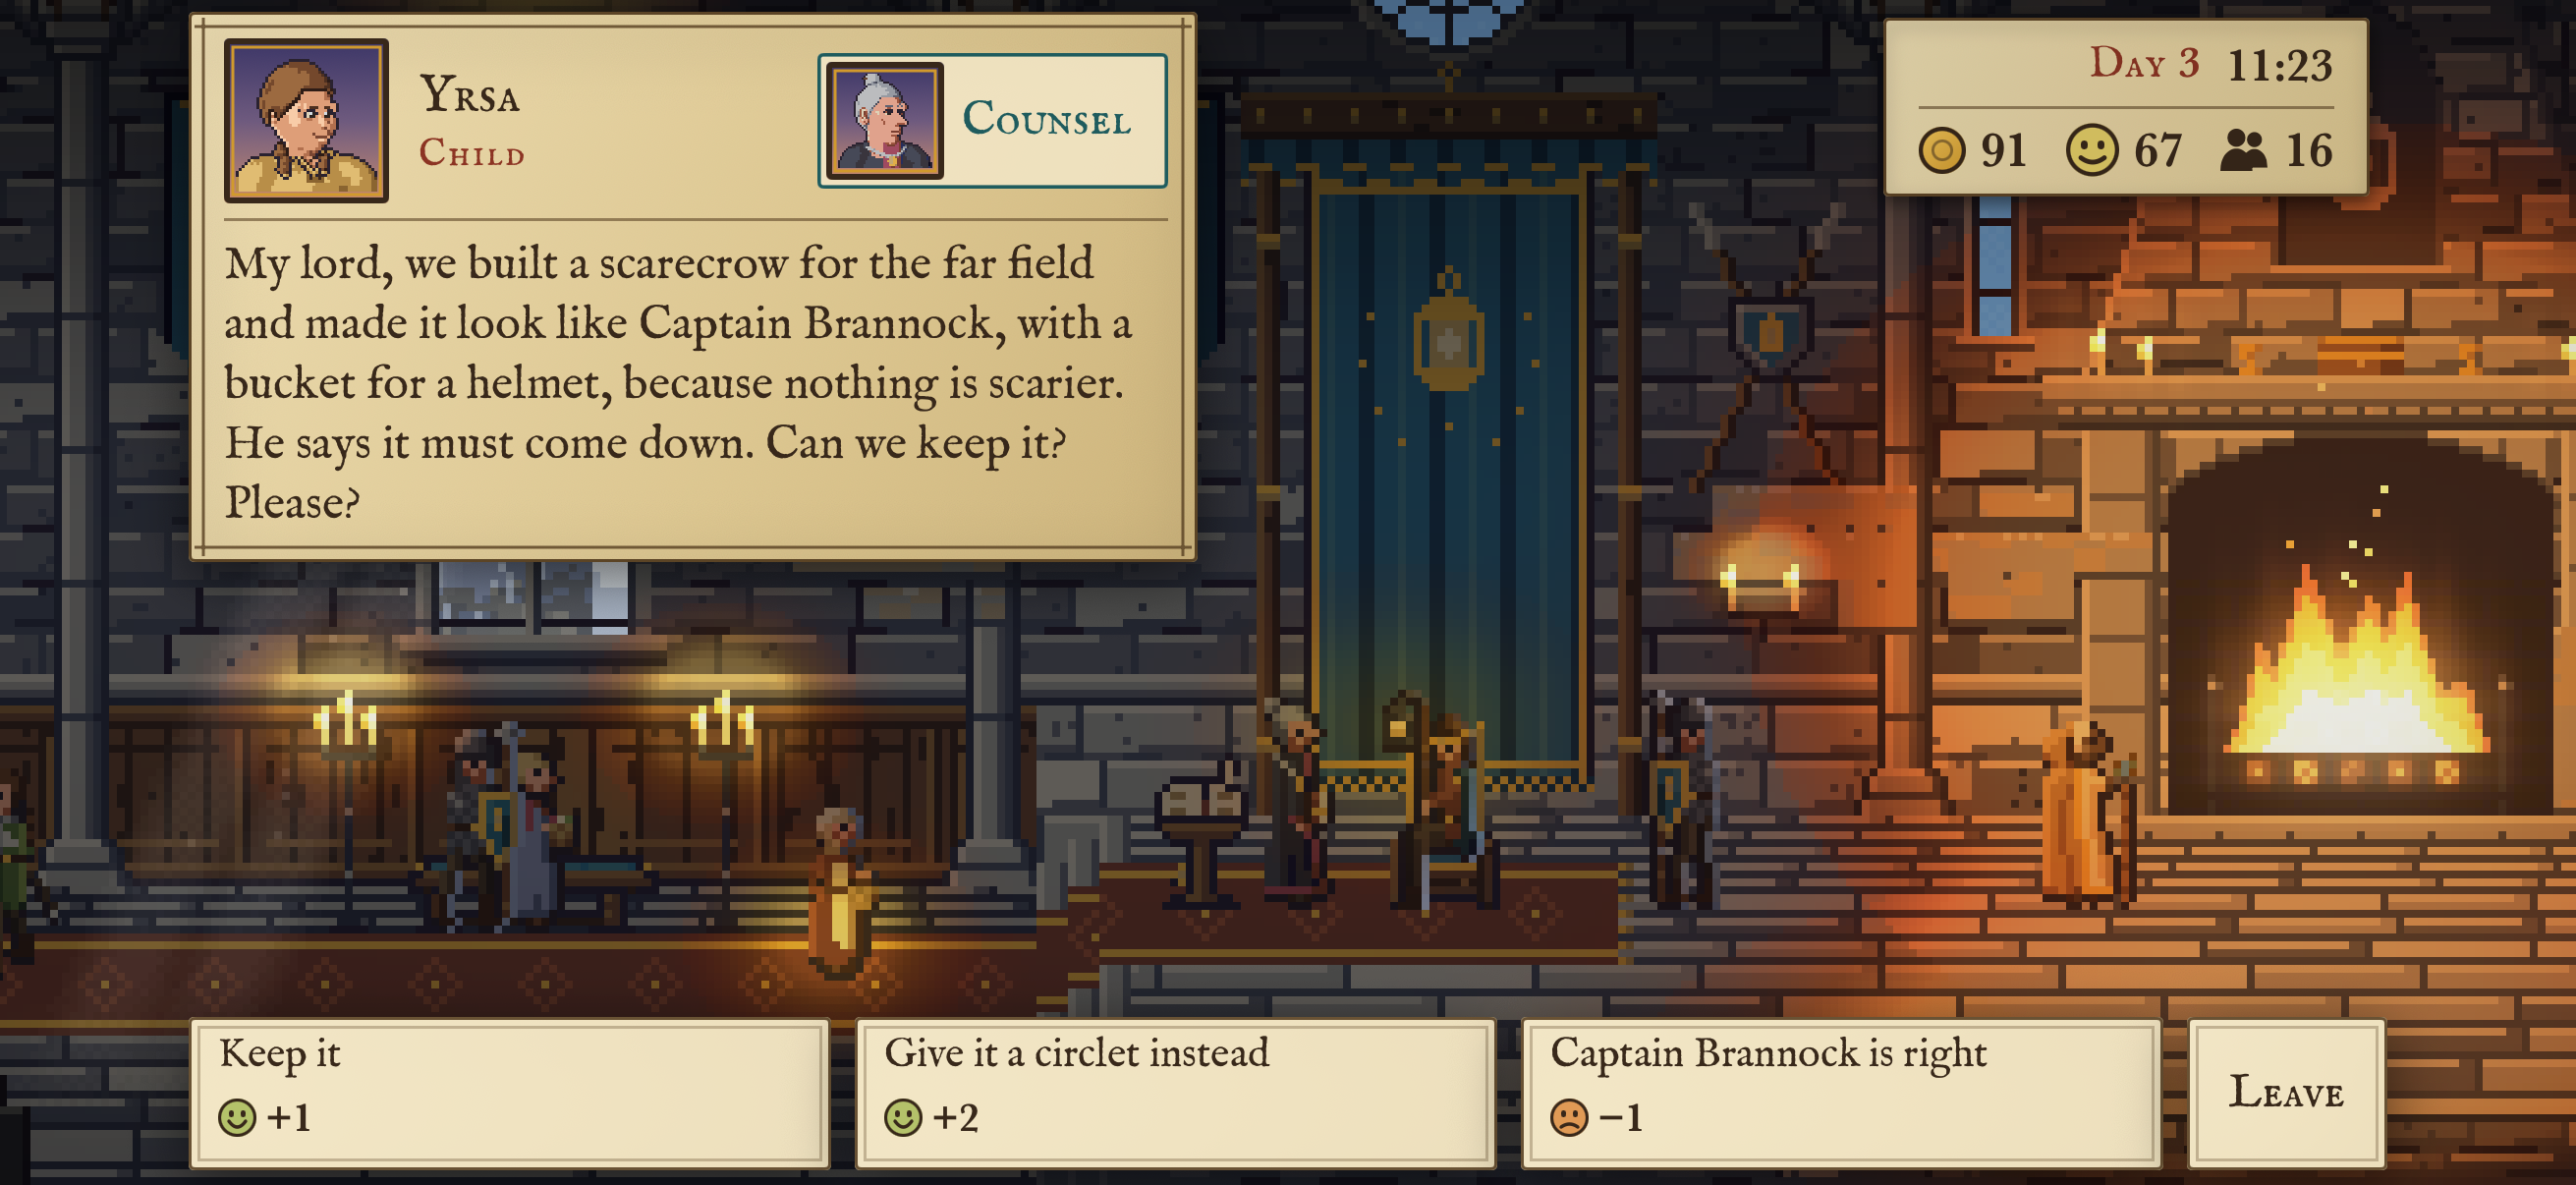 Yrsa
Child
Counsel
My lord, we built a scarecrow for the far field
and made it look like Captain Brannock, with a
bucket for a helmet, because nothing is scarier.
He says it must come down. Can we keep it?
Please?
Day 3 11:23
91 67 16
Keep it
+1
Give it a circlet instead
+2
Captain Brannock is right
−1
Leave